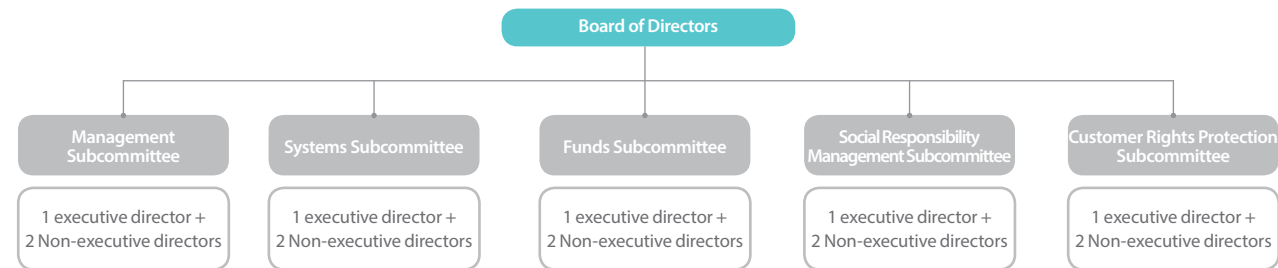 Board of Directors
Management
Subcommittee
Systems Subcommittee
Funds Subcommittee
Social Responsibility
Management Subcommittee
Customer Rights Protection
Subcommittee
1 executive director +
2 Non-executive directors
1 executive director +
2 Non-executive directors
1 executive director +
2 Non-executive directors
1 executive director +
2 Non-executive directors
1 executive director +
2 Non-executive directors